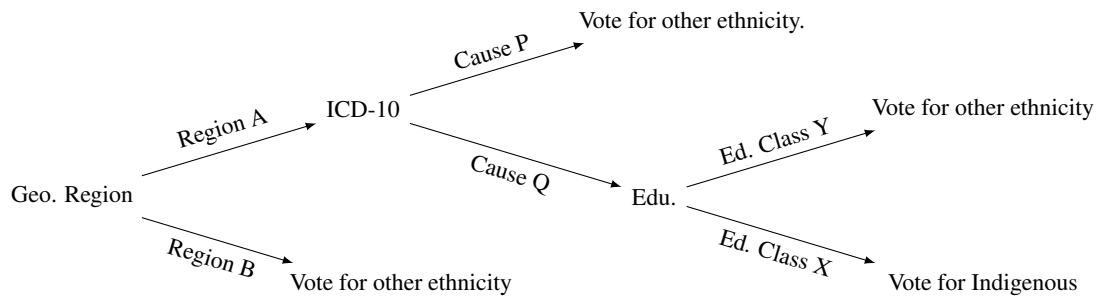 Vote for other ethnicity.
Cause P
ICD-10
Vote for other ethnicity
Region A
Ed. Class Y
Cause Q
Geo. Region
Edu.
Region B
Ed. Class X
Vote for other ethnicity
Vote for Indigenous